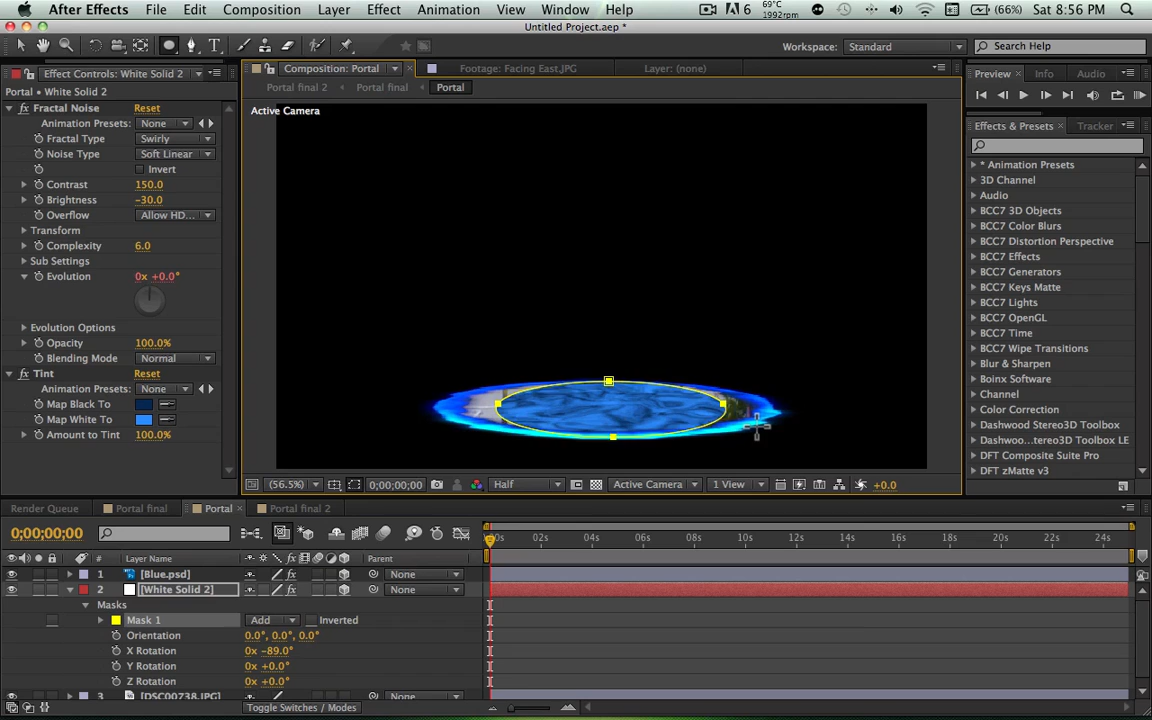 After Effects File Edit Composition Layer Effect Animation View Window Help 6 69°C 1992rpm (66%) Sat 8:56 PM
Untitled Project.aep *
Workspace: Standard Search Help
Effect Controls: White Solid 2 Composition: Portal Footage: Facing East.JPG Layer: (none) Preview Info Audio
Portal • White Solid 2 Portal final 2 Portal final Portal
fx Fractal Noise Reset
Active Camera
Animation Presets: None
Effects & Presets Tracker
Fractal Type Swirly
Noise Type Soft Linear
Invert
Contrast 150.0
Brightness -30.0
Overflow Allow HD...
Transform
Complexity 6.0
Sub Settings
Evolution 0x +0.0°
Evolution Options
Opacity 100.0%
Blending Mode Normal
fx Tint Reset
Animation Presets: None
Map Black To
Map White To
Amount to Tint 100.0%
* Animation Presets
3D Channel
Audio
BCC7 3D Objects
BCC7 Color Blurs
BCC7 Distortion Perspective
BCC7 Effects
BCC7 Generators
BCC7 Keys Matte
BCC7 Lights
BCC7 OpenGL
BCC7 Time
BCC7 Wipe Transitions
Blur & Sharpen
Boinx Software
Channel
Color Correction
Dashwood Stereo3D Toolbox
Dashwoo...tereo3D Toolbox LE
DFT Composite Suite Pro
DFT zMatte v3
(56.5%) 0;00;00;00 Half Active Camera 1 View +0.0
Render Queue Portal final Portal Portal final 2
0;00;00;00
02s 04s 06s 08s 10s 12s 14s 16s 18s 20s 22s 24s
# Layer Name fx Parent
1 [Blue.psd] fx None
2 [White Solid 2] fx None
Masks
Mask 1 Add Inverted
Orientation 0.0°, 0.0°, 0.0°
X Rotation 0x -89.0°
Y Rotation 0x +0.0°
Z Rotation 0x +0.0°
3 [DSC00738.JPG] None
Toggle Switches / Modes